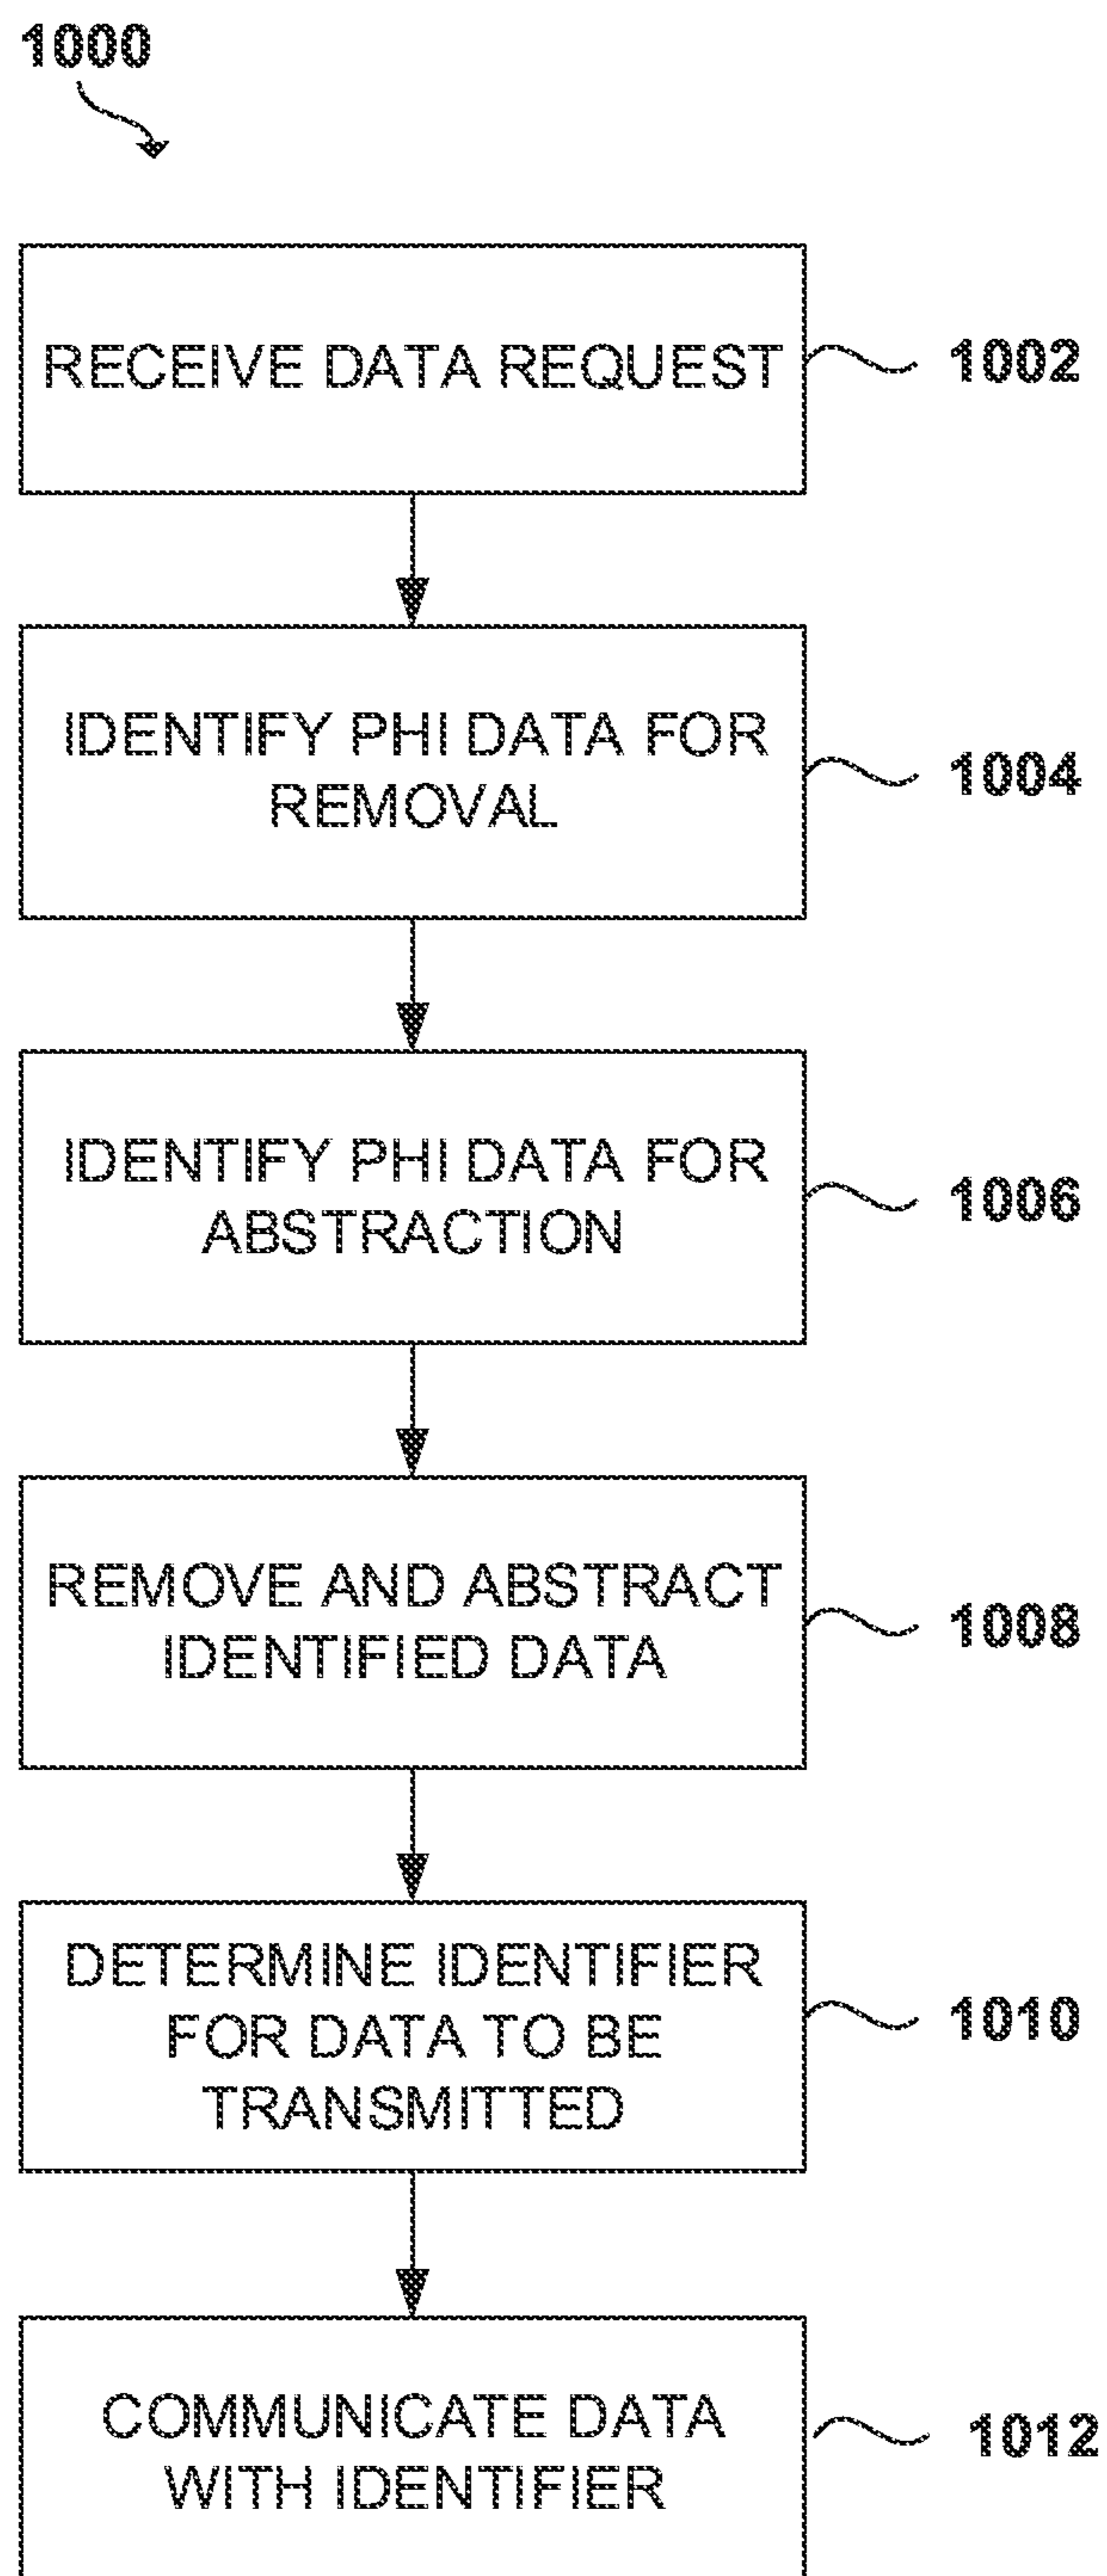 1000
RECEIVE DATA REQUEST
1002
IDENTIFY PHI DATA FOR
REMOVAL
1004
IDENTIFY PHI DATA FOR
ABSTRACTION
1006
REMOVE AND ABSTRACT
IDENTIFIED DATA
1008
DETERMINE IDENTIFIER
FOR DATA TO BE
TRANSMITTED
1010
COMMUNICATE DATA
WITH IDENTIFIER
1012